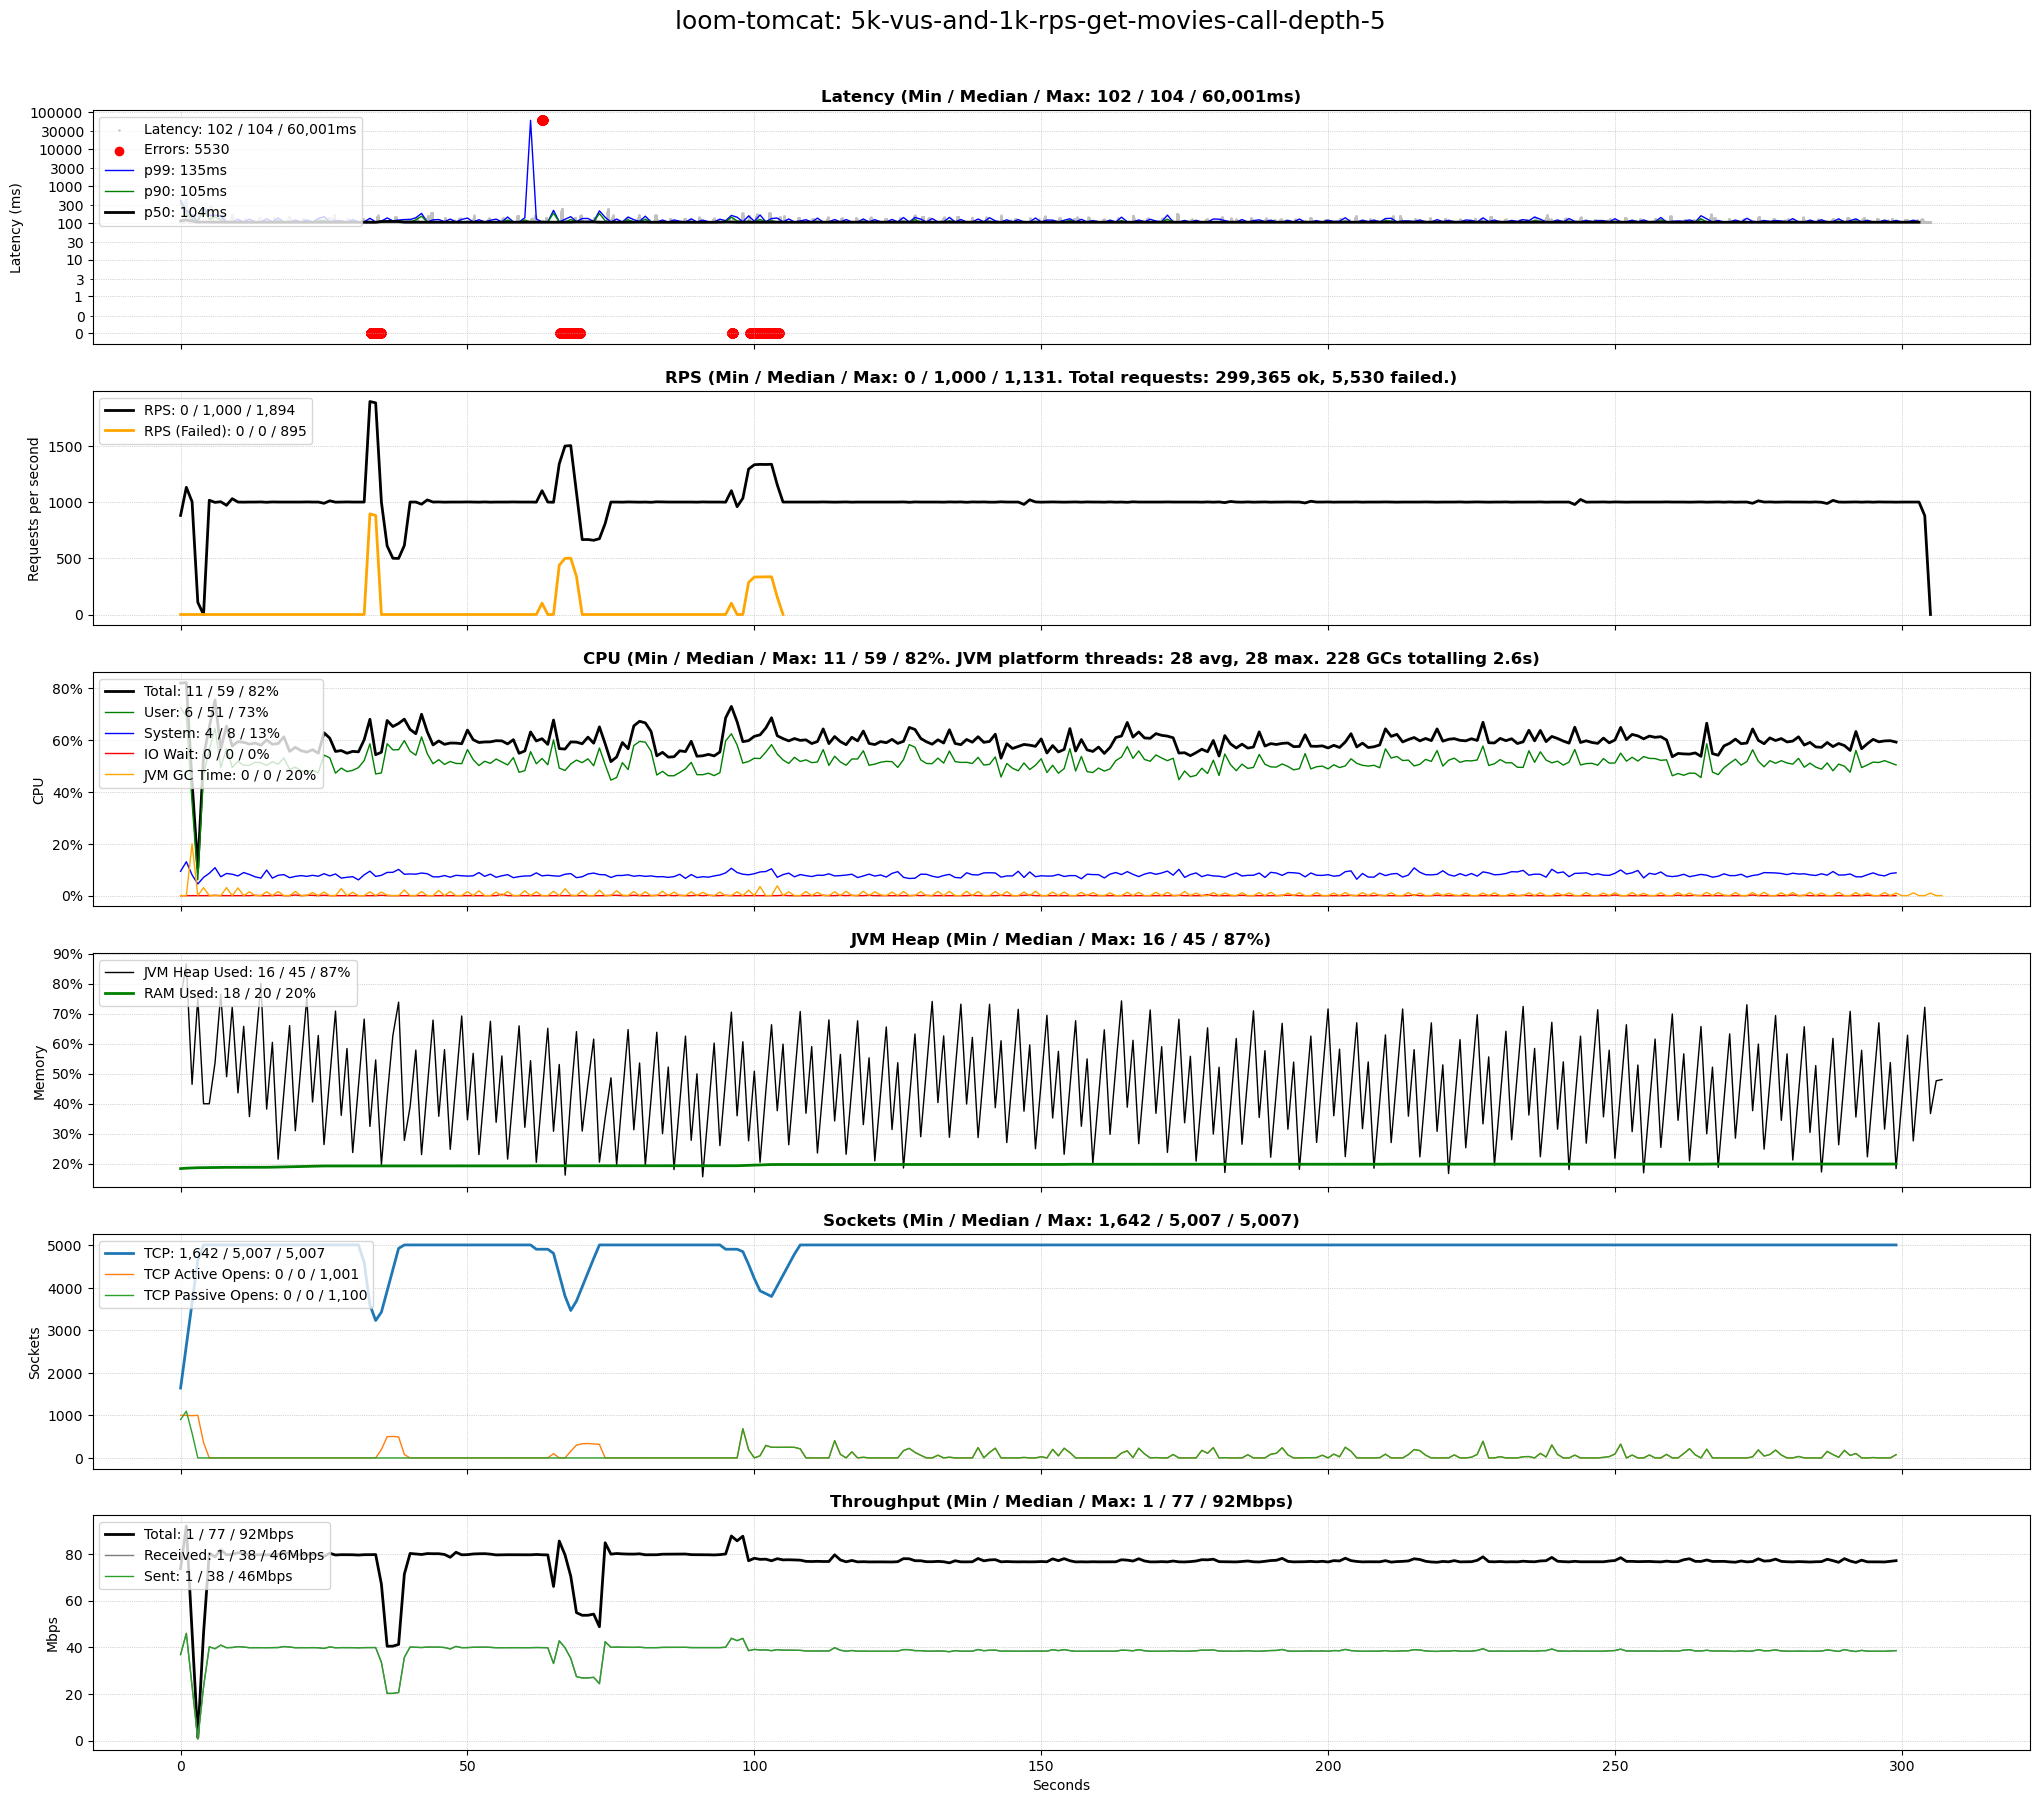 loom-tomcat: 5k-vus-and-1k-rps-get-movies-call-depth-5
Latency (Min / Median / Max: 102 / 104 / 60,001ms)
Latency (ms)
100000
30000
10000
3000
1000
300
100
30
10
3
1
0
0
Latency: 102 / 104 / 60,001ms
Errors: 5530
p99: 135ms
p90: 105ms
p50: 104ms
RPS (Min / Median / Max: 0 / 1,000 / 1,131. Total requests: 299,365 ok, 5,530 failed.)
Requests per second
1500
1000
500
0
RPS: 0 / 1,000 / 1,894
RPS (Failed): 0 / 0 / 895
CPU (Min / Median / Max: 11 / 59 / 82%. JVM platform threads: 28 avg, 28 max. 228 GCs totalling 2.6s)
CPU
80%
60%
40%
20%
0%
Total: 11 / 59 / 82%
User: 6 / 51 / 73%
System: 4 / 8 / 13%
IO Wait: 0 / 0 / 0%
JVM GC Time: 0 / 0 / 20%
JVM Heap (Min / Median / Max: 16 / 45 / 87%)
Memory
90%
80%
70%
60%
50%
40%
30%
20%
JVM Heap Used: 16 / 45 / 87%
RAM Used: 18 / 20 / 20%
Sockets (Min / Median / Max: 1,642 / 5,007 / 5,007)
Sockets
5000
4000
3000
2000
1000
0
TCP: 1,642 / 5,007 / 5,007
TCP Active Opens: 0 / 0 / 1,001
TCP Passive Opens: 0 / 0 / 1,100
Throughput (Min / Median / Max: 1 / 77 / 92Mbps)
Mbps
80
60
40
20
0
Total: 1 / 77 / 92Mbps
Received: 1 / 38 / 46Mbps
Sent: 1 / 38 / 46Mbps
0 50 100 150 200 250 300
Seconds